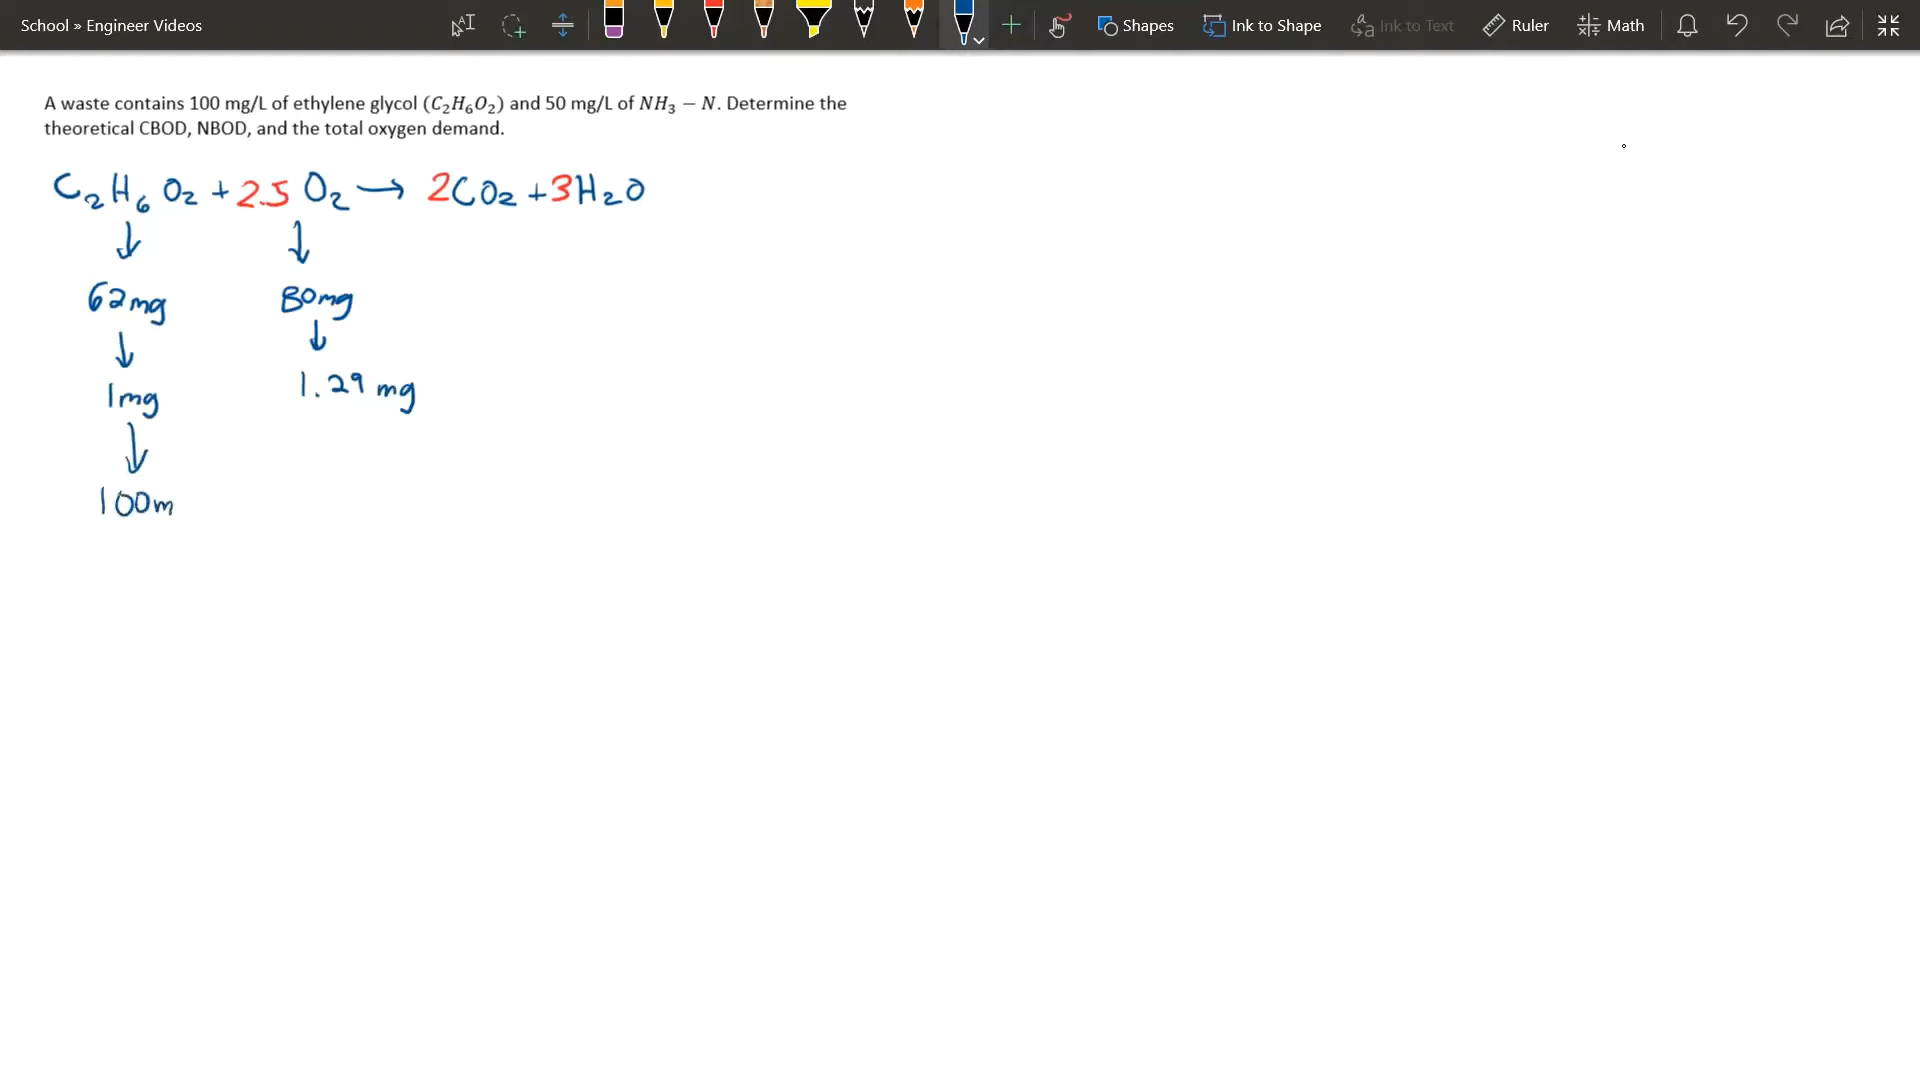 School » Engineer Videos
Shapes Ink to Shape Ink to Text Ruler Math
A waste contains 100 mg/L of ethylene glycol (C₂H₆O₂) and 50 mg/L of NH₃ − N. Determine the
theoretical CBOD, NBOD, and the total oxygen demand.
C₂H₆O₂ + 2.5 O₂ → 2CO₂ + 3H₂O
↓ ↓
62mg 80mg
↓ ↓
1mg 1.29 mg
↓
100m